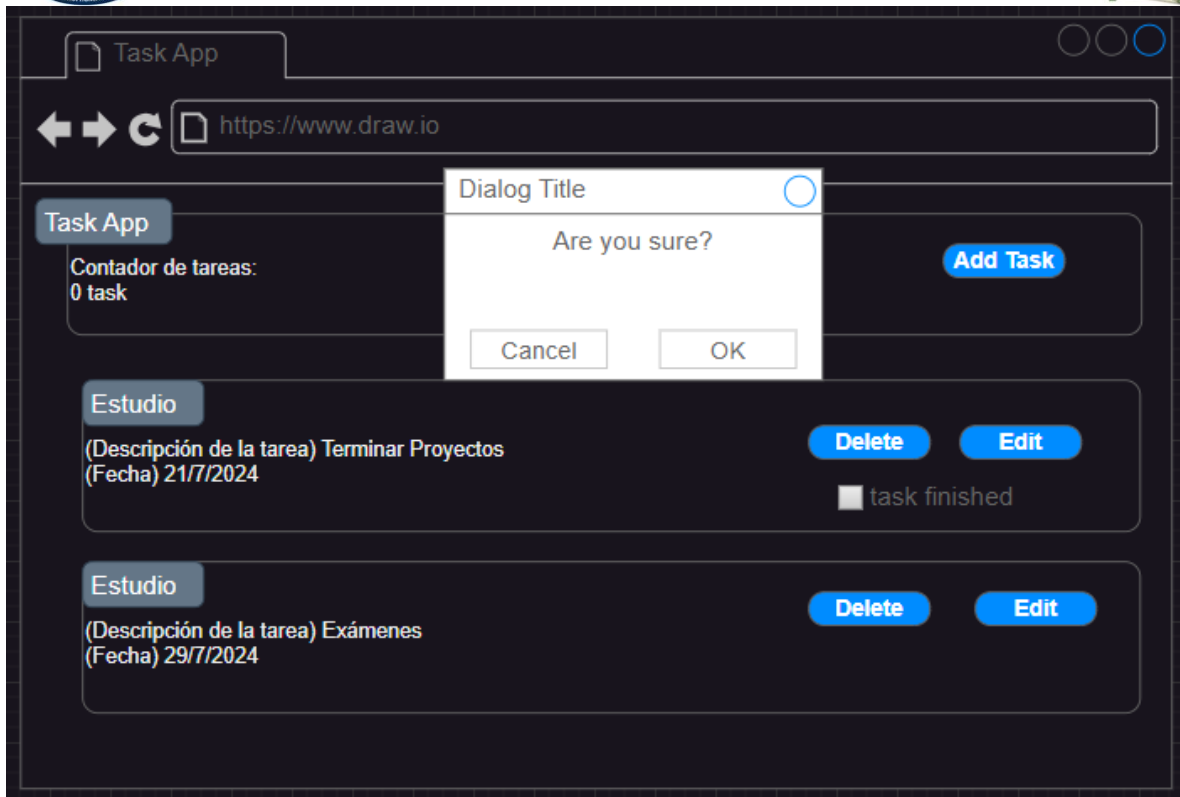 Task App
https://www.draw.io
Dialog Title
Are you sure?
Cancel OK
Task App
Contador de tareas:
0 task
Add Task
Estudio
(Descripción de la tarea) Terminar Proyectos
(Fecha) 21/7/2024
Delete Edit
task finished
Estudio
(Descripción de la tarea) Exámenes
(Fecha) 29/7/2024
Delete Edit